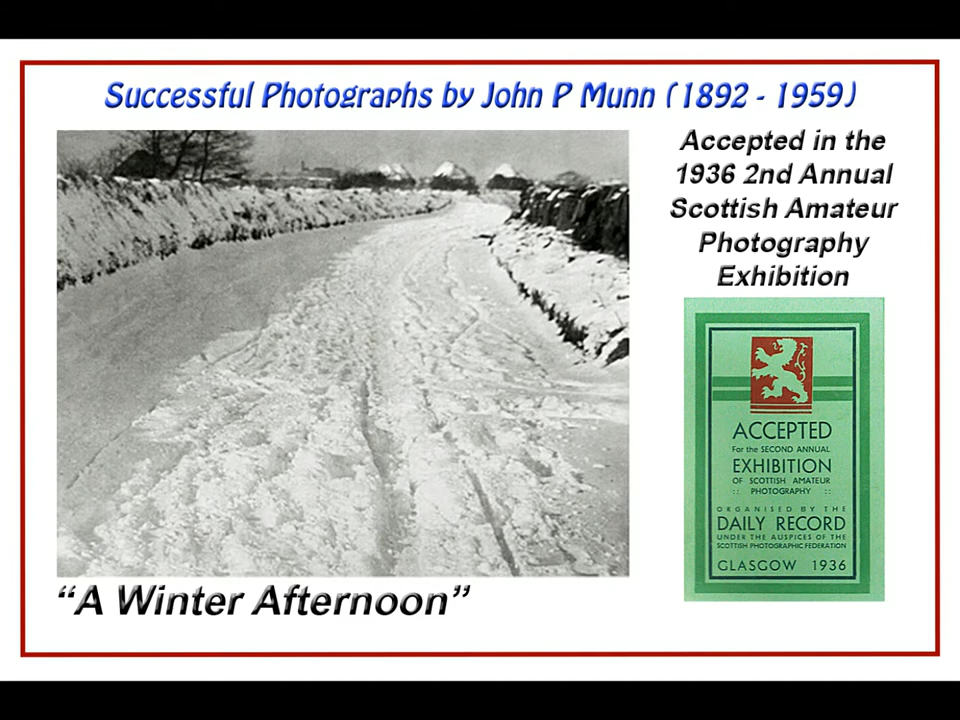 Successful Photographs by John P Munn (1892 - 1959)
Accepted in the
1936 2nd Annual
Scottish Amateur
Photography
Exhibition
ACCEPTED
For the SECOND ANNUAL
EXHIBITION
OF SCOTTISH AMATEUR
:: PHOTOGRAPHY ::
ORGANISED BY THE
DAILY RECORD
UNDER THE AUSPICES OF THE
SCOTTISH PHOTOGRAPHIC FEDERATION
GLASGOW 1936
“A Winter Afternoon”